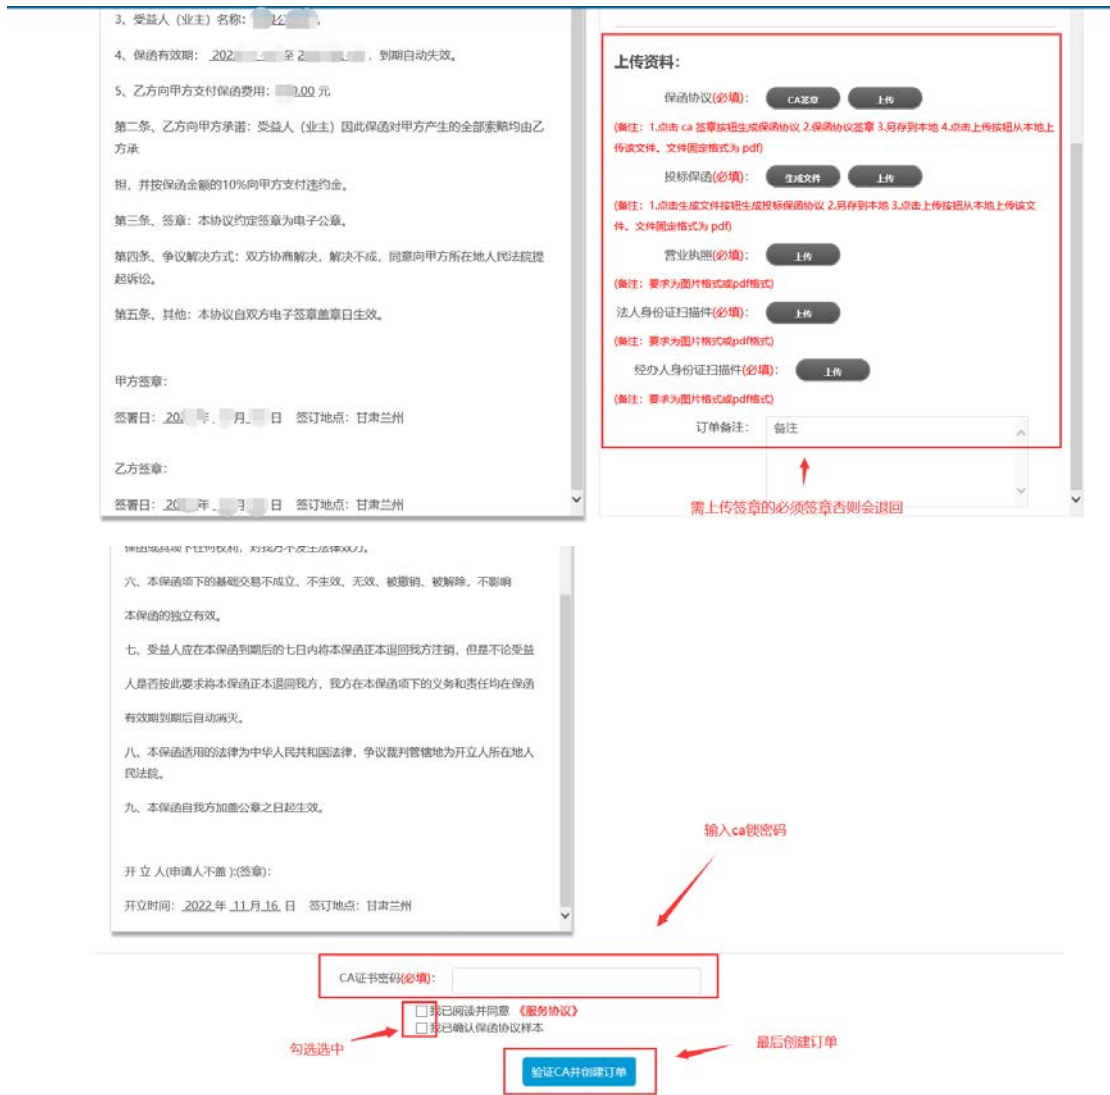 3、受益人（业主）名称：
4、保函有效期： 202 至 2 ，到期自动失效。
5、乙方向甲方支付保函费用： .00 元
第二条、乙方向甲方承诺：受益人（业主）因此保函对甲方产生的全部索赔均由乙
方承
担，并按保函金额的10%向甲方支付违约金。
第三条、签章：本协议约定签章为电子公章。
第四条、争议解决方式：双方协商解决，解决不成，同意向甲方所在地人民法院提
起诉讼。
第五条、其他：本协议自双方电子签章盖章日生效。
甲方签章：
签署日： 202 年 月 日 签订地点：甘肃兰州
乙方签章：
签署日： 20 年 月 日 签订地点：甘肃兰州
上传资料：
保函协议(必填)： CA签章 上传
(备注：1.点击 ca 签章按钮生成保函协议 2.保函协议签章 3.另存到本地 4.点击上传按钮从本地上
传该文件、文件固定格式为 pdf)
投标保函(必填)： 生成文件 上传
(备注：1.点击生成文件按钮生成投标保函协议 2.另存到本地 3.点击上传按钮从本地上传该文
件、文件固定格式为 pdf)
营业执照(必填)： 上传
(备注：要求为图片格式或pdf格式)
法人身份证扫描件(必填)： 上传
(备注：要求为图片格式或pdf格式)
经办人身份证扫描件(必填)： 上传
(备注：要求为图片格式或pdf格式)
订单备注： 备注
需上传签章的必须签章否则会退回
保函或其项下任何权利，对我方不发生法律效力。
六、本保函项下的基础交易不成立、不生效、无效、被撤销、被解除，不影响
本保函的独立有效。
七、受益人应在本保函到期后的七日内将本保函正本退回我方注销，但是不论受益
人是否按此要求将本保函正本退回我方，我方在本保函项下的义务和责任均在保函
有效期到期后自动消灭。
八、本保函适用的法律为中华人民共和国法律，争议裁判管辖地为开立人所在地人
民法院。
九、本保函自我方加盖公章之日起生效。
开 立 人(申请人不盖 ):(签章)：
开立时间： 2022 年 11 月 16 日 签订地点：甘肃兰州
输入ca锁密码
CA证书密码(必填)：
我已阅读并同意 《服务协议》
我已确认保函协议样本
勾选选中
最后创建订单
验证CA并创建订单